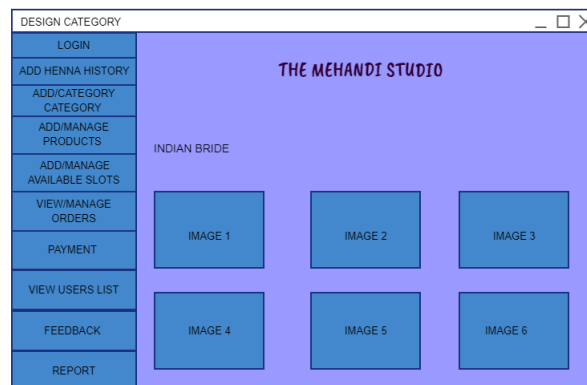 DESIGN CATEGORY
LOGIN
ADD HENNA HISTORY
ADD/CATEGORY
CATEGORY
ADD/MANAGE
PRODUCTS
ADD/MANAGE
AVAILABLE SLOTS
VIEW/MANAGE
ORDERS
PAYMENT
VIEW USERS LIST
FEEDBACK
REPORT
THE MEHANDI STUDIO
INDIAN BRIDE
IMAGE 1
IMAGE 2
IMAGE 3
IMAGE 4
IMAGE 5
IMAGE 6